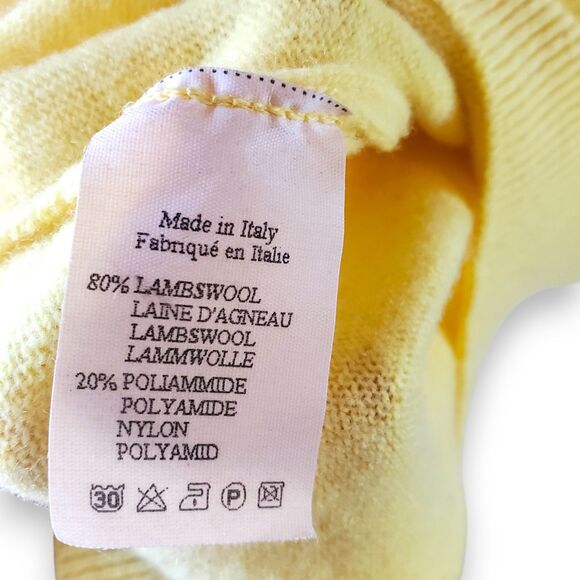 Made in Italy
Fabriqué en Italie
80% LAMBSWOOL
LAINE D'AGNEAU
LAMBSWOOL
LAMMWOLLE
20% POLIAMMIDE
POLYAMIDE
NYLON
POLYAMID
30 P